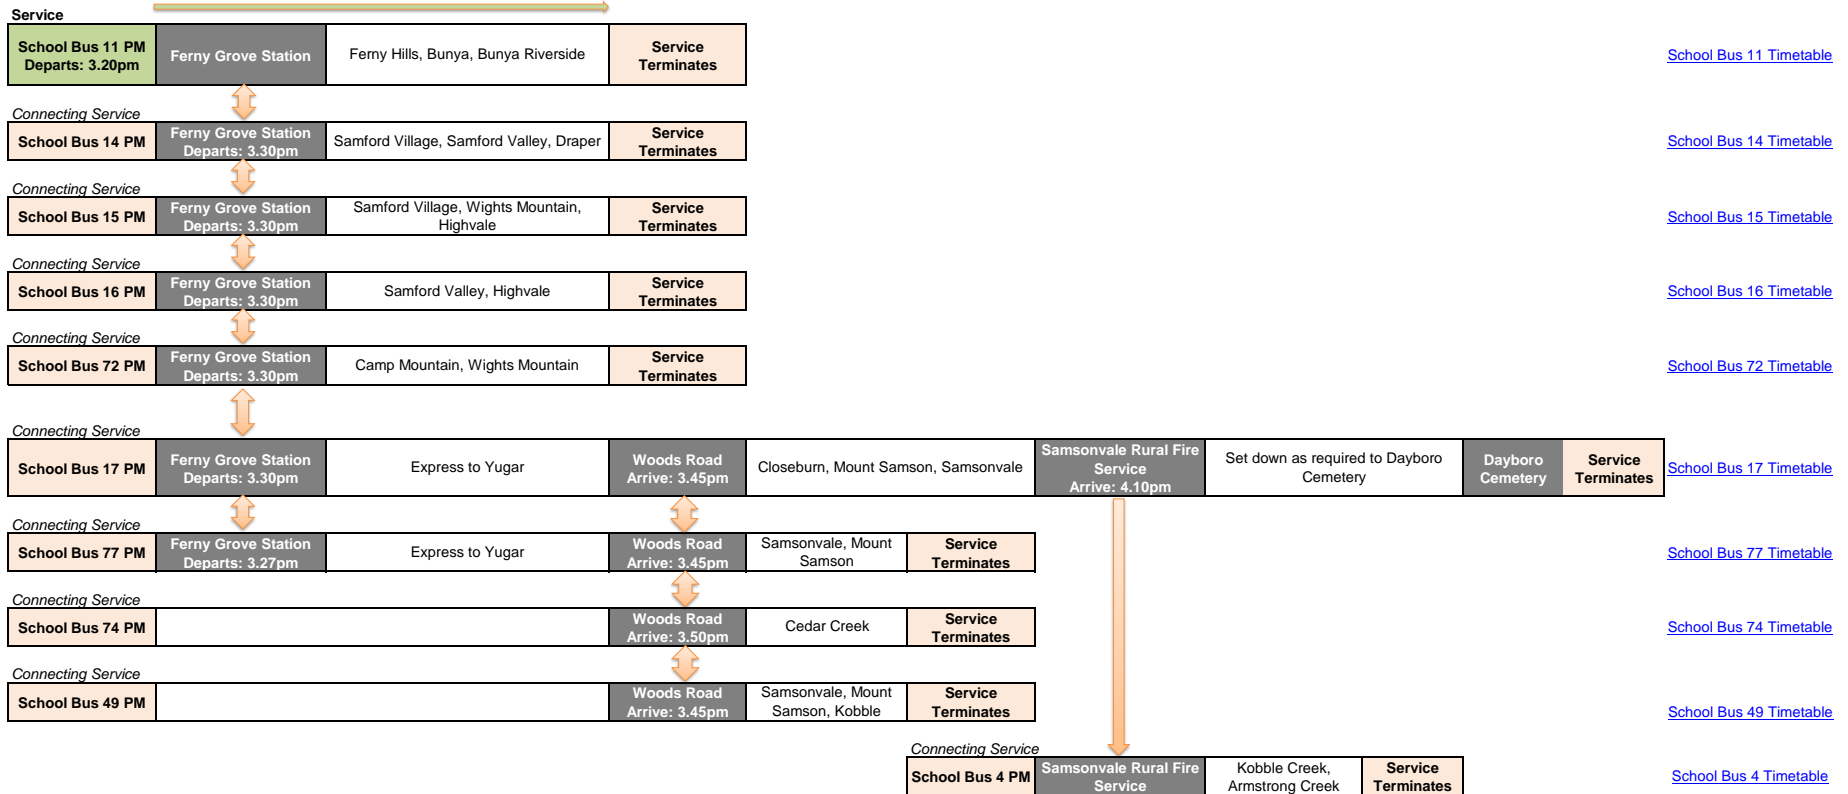 Service
School Bus 11 PM
Departs: 3.20pm
Ferny Grove Station
Ferny Hills, Bunya, Bunya Riverside
Service
Terminates
School Bus 11 Timetable
Connecting Service
School Bus 14 PM
Ferny Grove Station
Departs: 3.30pm
Samford Village, Samford Valley, Draper
Service
Terminates
School Bus 14 Timetable
Connecting Service
School Bus 15 PM
Ferny Grove Station
Departs: 3.30pm
Samford Village, Wights Mountain,
Highvale
Service
Terminates
School Bus 15 Timetable
Connecting Service
School Bus 16 PM
Ferny Grove Station
Departs: 3.30pm
Samford Valley, Highvale
Service
Terminates
School Bus 16 Timetable
Connecting Service
School Bus 72 PM
Ferny Grove Station
Departs: 3.30pm
Camp Mountain, Wights Mountain
Service
Terminates
School Bus 72 Timetable
Connecting Service
School Bus 17 PM
Ferny Grove Station
Departs: 3.30pm
Express to Yugar
Woods Road
Arrive: 3.45pm
Closeburn, Mount Samson, Samsonvale
Samsonvale Rural Fire
Service
Arrive: 4.10pm
Set down as required to Dayboro
Cemetery
Dayboro
Cemetery
Service
Terminates
School Bus 17 Timetable
Connecting Service
School Bus 77 PM
Ferny Grove Station
Departs: 3.27pm
Express to Yugar
Woods Road
Arrive: 3.45pm
Samsonvale, Mount
Samson
Service
Terminates
School Bus 77 Timetable
Connecting Service
School Bus 74 PM
Woods Road
Arrive: 3.50pm
Cedar Creek
Service
Terminates
School Bus 74 Timetable
Connecting Service
School Bus 49 PM
Woods Road
Arrive: 3.45pm
Samsonvale, Mount
Samson, Kobble
Service
Terminates
School Bus 49 Timetable
Connecting Service
School Bus 4 PM
Samsonvale Rural Fire
Service
Kobble Creek,
Armstrong Creek
Service
Terminates
School Bus 4 Timetable